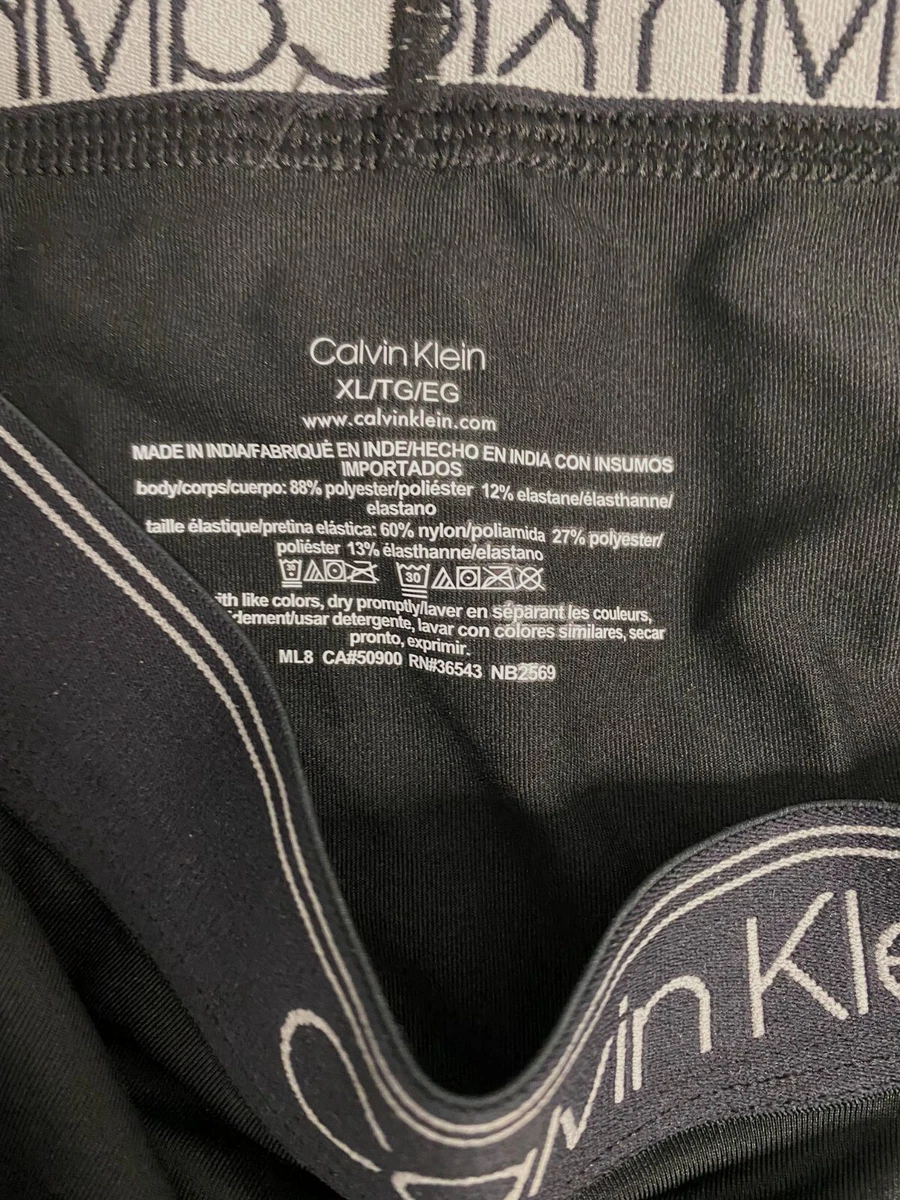 Calvin Klein
XL/TG/EG
www.calvinklein.com
MADE IN INDIA/FABRIQUÉ EN INDE/HECHO EN INDIA CON INSUMOS
IMPORTADOS
body/corps/cuerpo: 88% polyester/poliéster 12% elastane/élasthanne/
elastano
taille élastique/pretina elástica: 60% nylon/poliamida 27% polyester/
poliéster 13% élasthanne/elastano
30 30
like colors, dry promptly/laver en séparant les couleurs,
usar detergente, lavar con colores similares, secar
pronto, exprimir.
ML8 CA#50900 RN#36543 NB2569
Calvin Kle